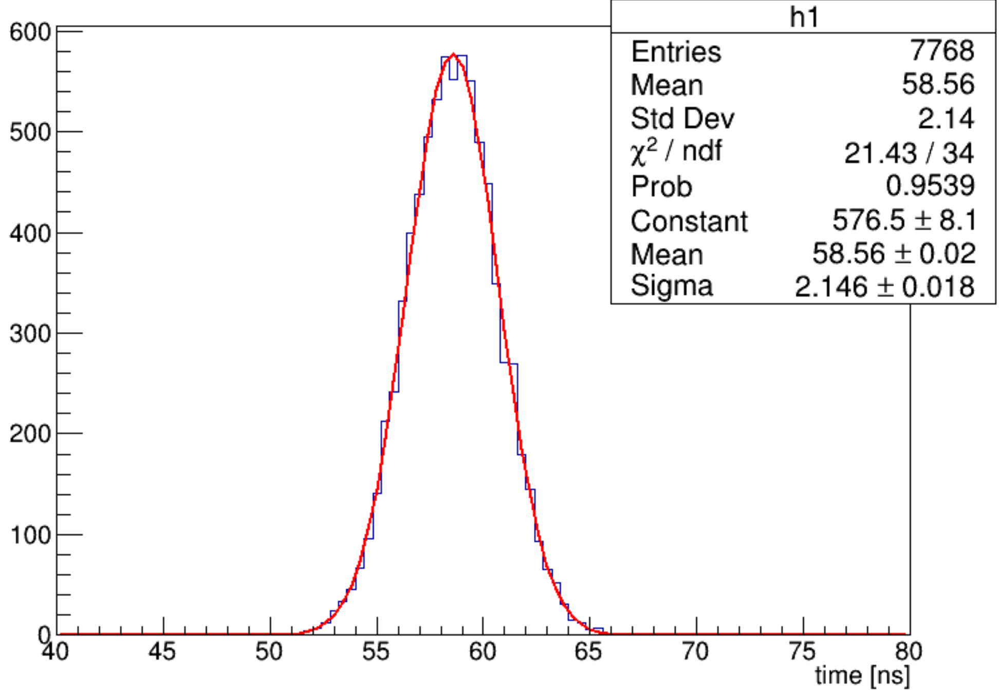 h1
Entries 7768
Mean 58.56
Std Dev 2.14
χ² / ndf 21.43 / 34
Prob 0.9539
Constant 576.5 ± 8.1
Mean 58.56 ± 0.02
Sigma 2.146 ± 0.018
600
500
400
300
200
100
0
40 45 50 55 60 65 70 75 80
time [ns]